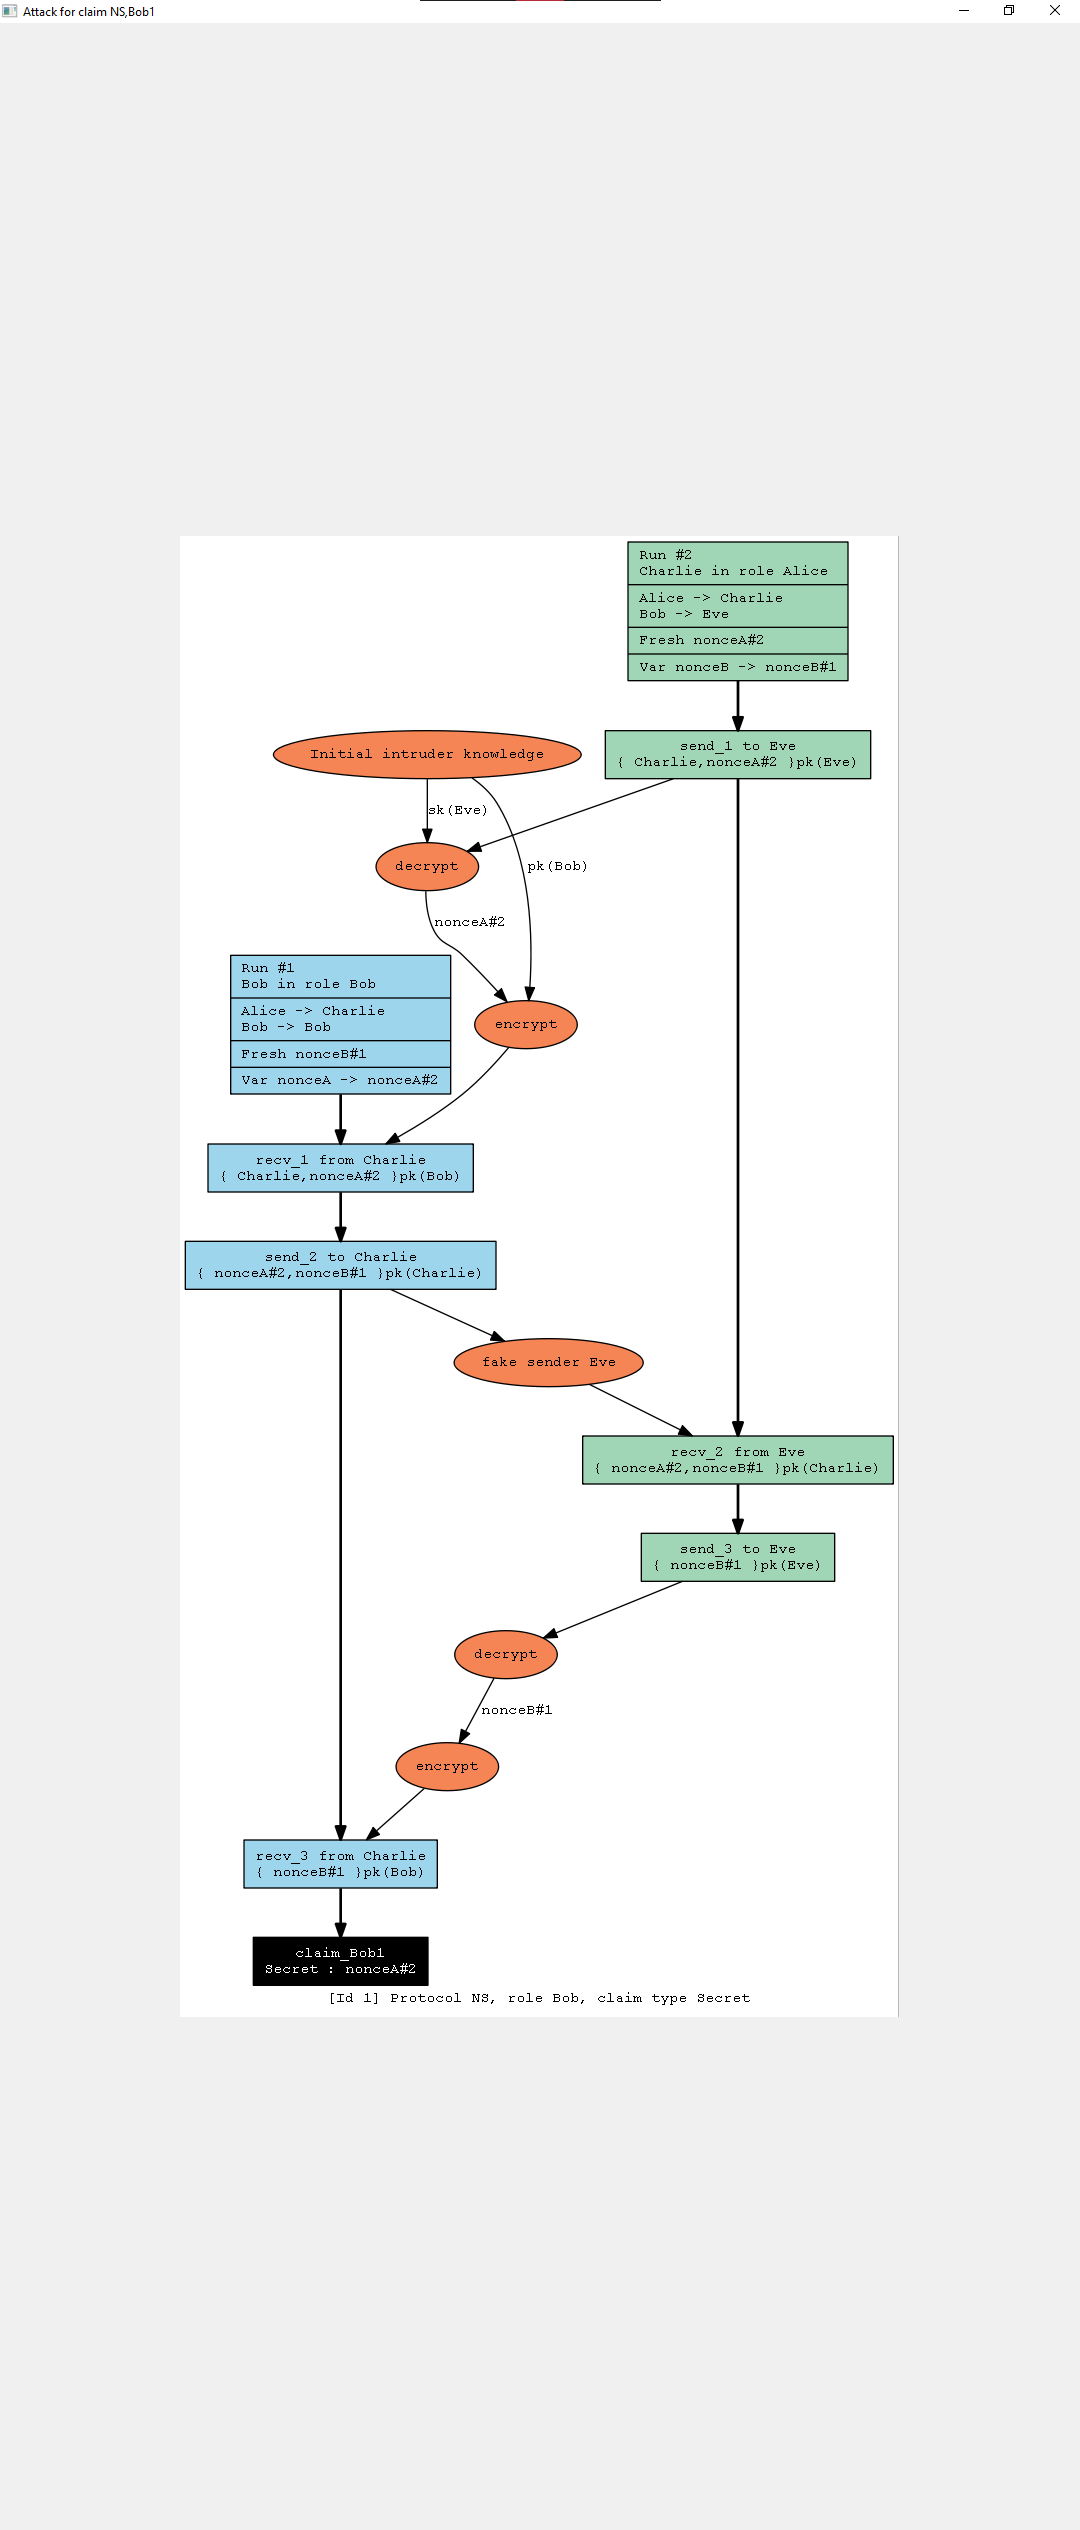 Attack for claim NS,Bob1
Run #2
Charlie in role Alice
Alice -> Charlie
Bob -> Eve
Fresh nonceA#2
Var nonceB -> nonceB#1
send_1 to Eve
{ Charlie,nonceA#2 }pk(Eve)
Initial intruder knowledge
sk(Eve)
decrypt
pk(Bob)
nonceA#2
Run #1
Bob in role Bob
Alice -> Charlie
Bob -> Bob
Fresh nonceB#1
Var nonceA -> nonceA#2
encrypt
recv_1 from Charlie
{ Charlie,nonceA#2 }pk(Bob)
send_2 to Charlie
{ nonceA#2,nonceB#1 }pk(Charlie)
fake sender Eve
recv_2 from Eve
{ nonceA#2,nonceB#1 }pk(Charlie)
send_3 to Eve
{ nonceB#1 }pk(Eve)
decrypt
nonceB#1
encrypt
recv_3 from Charlie
{ nonceB#1 }pk(Bob)
claim_Bob1
Secret : nonceA#2
[Id 1] Protocol NS, role Bob, claim type Secret